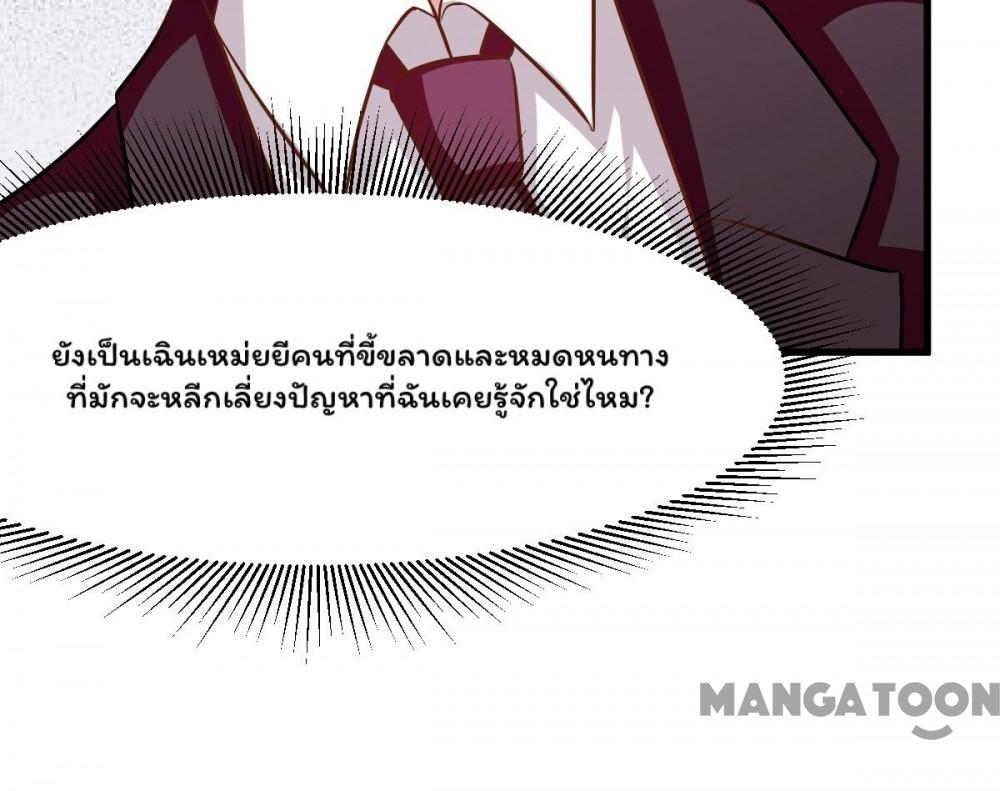 ยังเป็นเฉินเหม่ยยีคนที่ขี้ขลาดและหมดหนทาง
ที่มักจะหลีกเลี่ยงปัญหาที่ฉันเคยรู้จักใช่ไหม?
MANGATOON